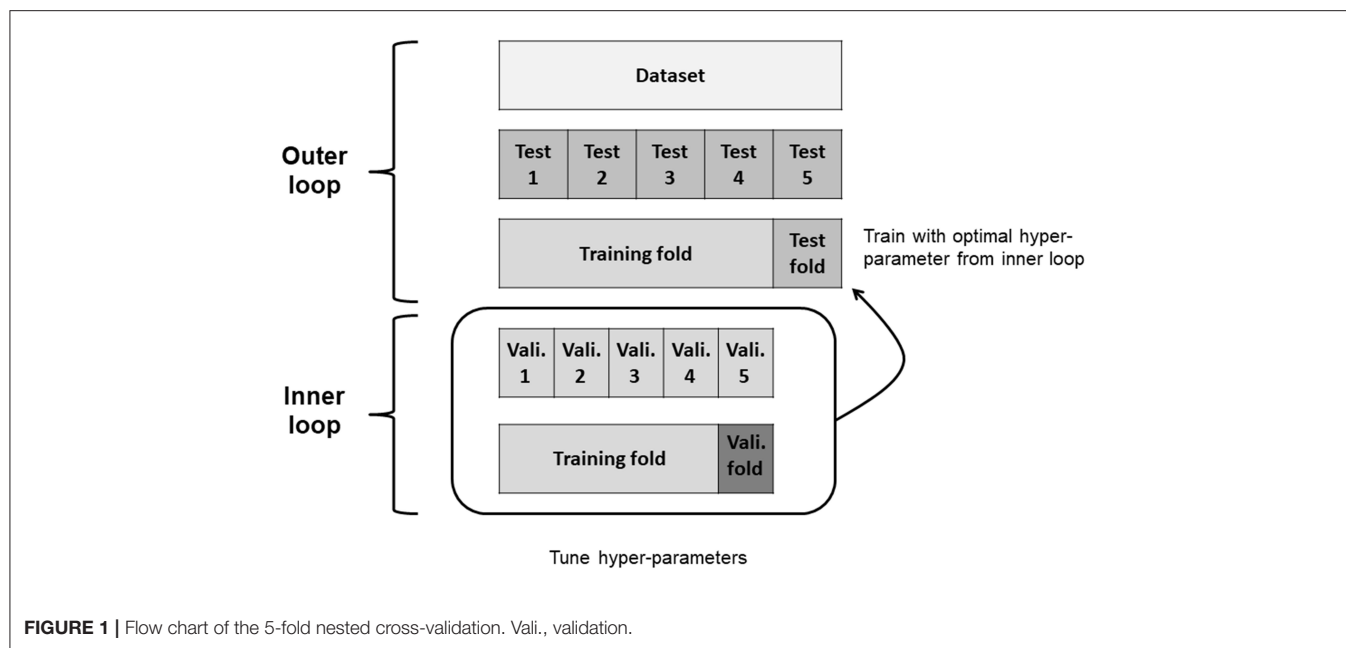 Dataset
Outer
loop
Test
1
Test
2
Test
3
Test
4
Test
5
Training fold
Test
fold
Train with optimal hyper-
parameter from inner loop
Inner
loop
Vali.
1
Vali.
2
Vali.
3
Vali.
4
Vali.
5
Training fold
Vali.
fold
Tune hyper-parameters
FIGURE 1 | Flow chart of the 5-fold nested cross-validation. Vali., validation.